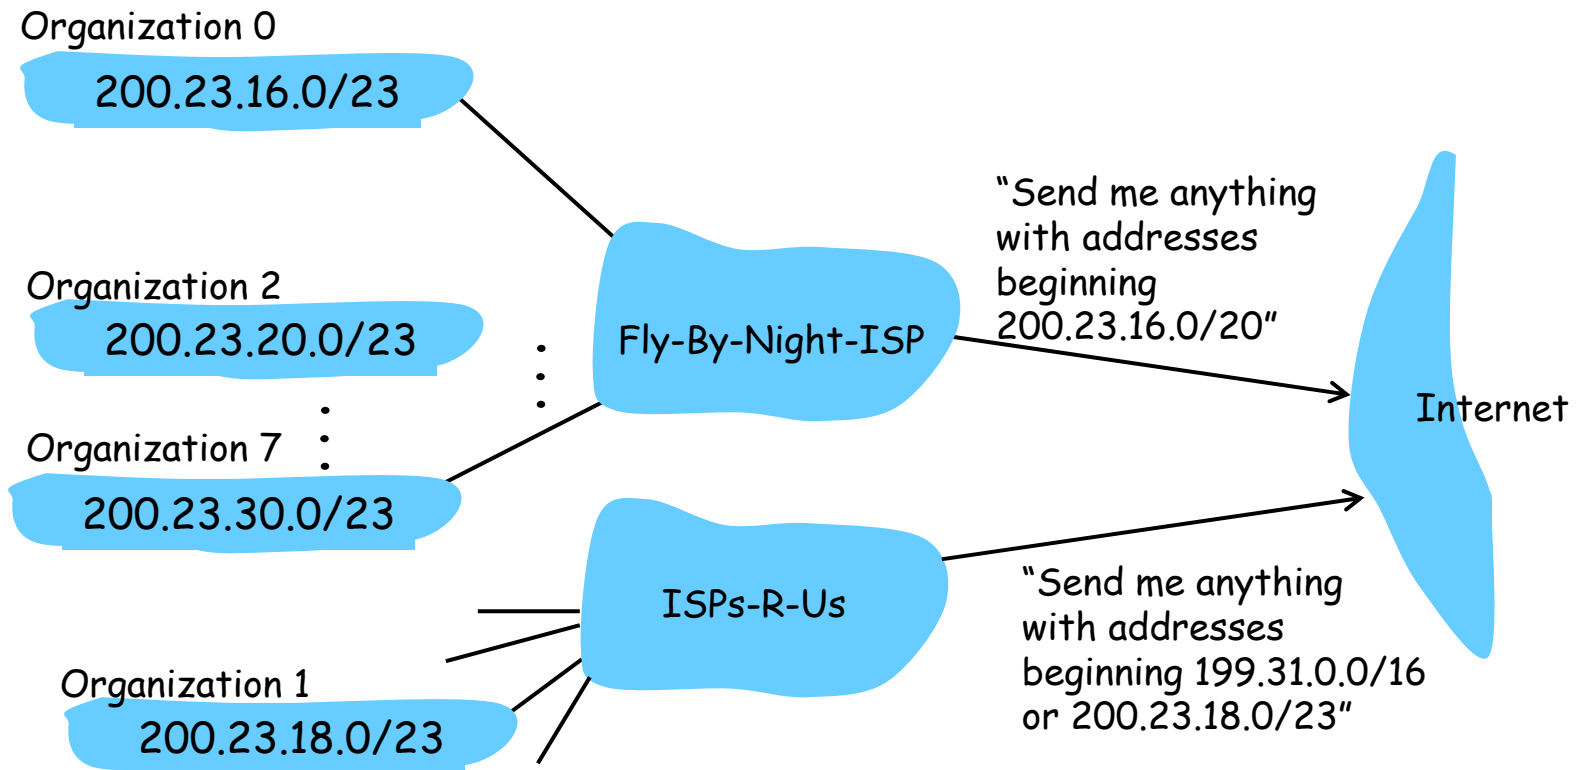 Organization 0
200.23.16.0/23
Organization 2
200.23.20.0/23
Organization 7
200.23.30.0/23
Organization 1
200.23.18.0/23
Fly-By-Night-ISP
ISPs-R-Us
“Send me anything
with addresses
beginning
200.23.16.0/20”
“Send me anything
with addresses
beginning 199.31.0.0/16
or 200.23.18.0/23”
Internet